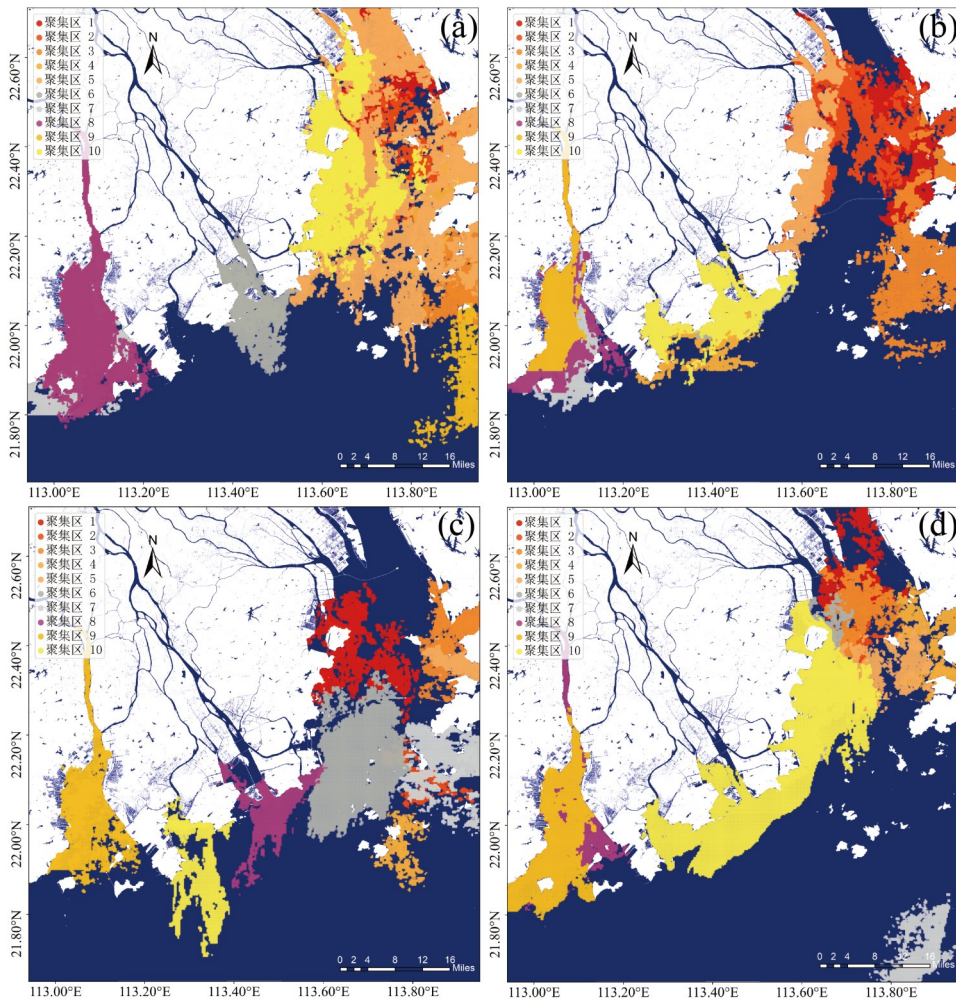 (a)
N
聚集区 1
聚集区 2
聚集区 3
聚集区 4
聚集区 5
聚集区 6
聚集区 7
聚集区 8
聚集区 9
聚集区 10
22.60°N
22.40°N
22.20°N
22.00°N
21.80°N
0 2 4 8 12 16
Miles
113.00°E 113.20°E 113.40°E 113.60°E 113.80°E
(b)
N
聚集区 1
聚集区 2
聚集区 3
聚集区 4
聚集区 5
聚集区 6
聚集区 7
聚集区 8
聚集区 9
聚集区 10
22.60°N
22.40°N
22.20°N
22.00°N
21.80°N
0 2 4 8 12 16
Miles
113.00°E 113.20°E 113.40°E 113.60°E 113.80°E
(c)
N
聚集区 1
聚集区 2
聚集区 3
聚集区 4
聚集区 5
聚集区 6
聚集区 7
聚集区 8
聚集区 9
聚集区 10
22.60°N
22.40°N
22.20°N
22.00°N
21.80°N
0 2 4 8 12 16
Miles
113.00°E 113.20°E 113.40°E 113.60°E 113.80°E
(d)
N
聚集区 1
聚集区 2
聚集区 3
聚集区 4
聚集区 5
聚集区 6
聚集区 7
聚集区 8
聚集区 9
聚集区 10
22.60°N
22.40°N
22.20°N
22.00°N
21.80°N
0 2 4 8 12 16
Miles
113.00°E 113.20°E 113.40°E 113.60°E 113.80°E